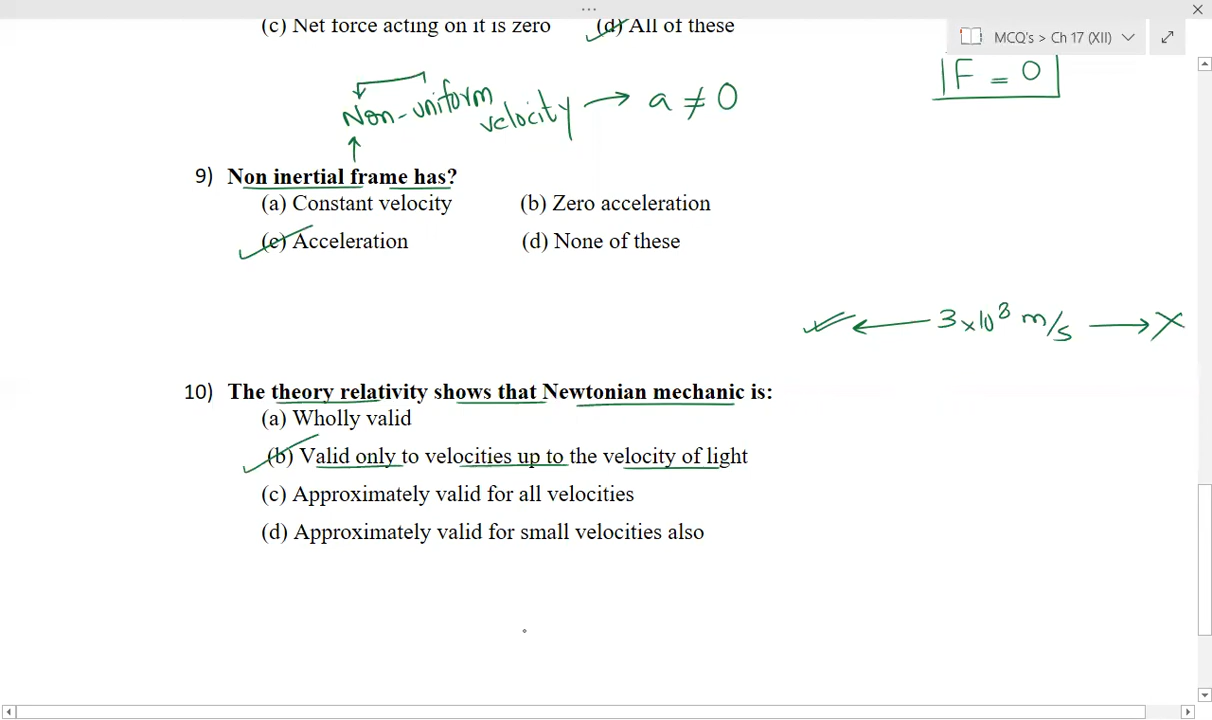 (c) Net force acting on it is zero (d) All of these
MCQ's > Ch 17 (XII)
F = 0
Non-uniform velocity → a ≠ 0
9) Non inertial frame has?
(a) Constant velocity (b) Zero acceleration
(c) Acceleration (d) None of these
3×10⁸ m/s
10) The theory relativity shows that Newtonian mechanic is:
(a) Wholly valid
(b) Valid only to velocities up to the velocity of light
(c) Approximately valid for all velocities
(d) Approximately valid for small velocities also